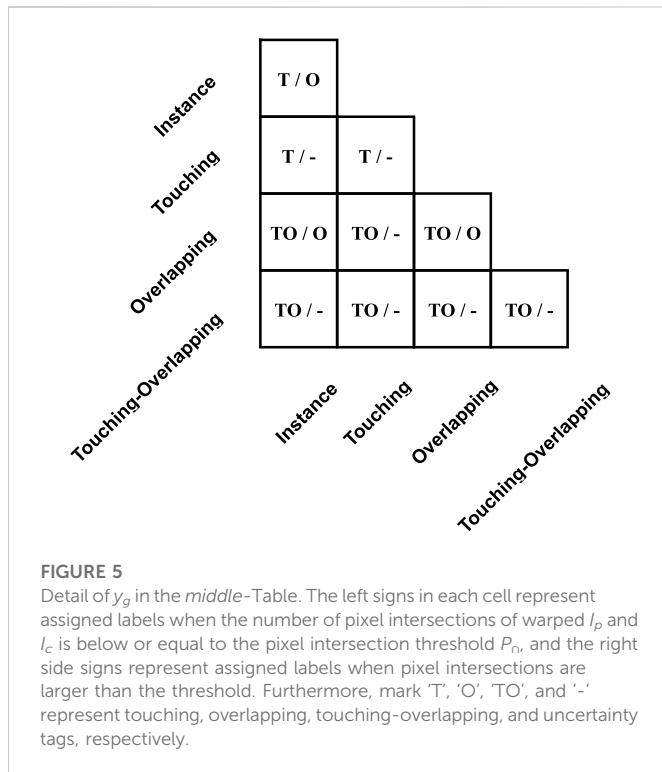 Instance
T / O
Touching
T / -
T / -
Overlapping
TO / O
TO / -
TO / O
Touching-Overlapping
TO / -
TO / -
TO / -
TO / -
Instance
Touching
Overlapping
Touching-Overlapping
FIGURE 5
Detail of y_g in the middle-Table. The left signs in each cell represent
assigned labels when the number of pixel intersections of warped I_p and
I_c is below or equal to the pixel intersection threshold P_∩, and the right
side signs represent assigned labels when pixel intersections are
larger than the threshold. Furthermore, mark ‘T’, ‘O’, ‘TO’, and ‘-’
represent touching, overlapping, touching-overlapping, and uncertainty
tags, respectively.